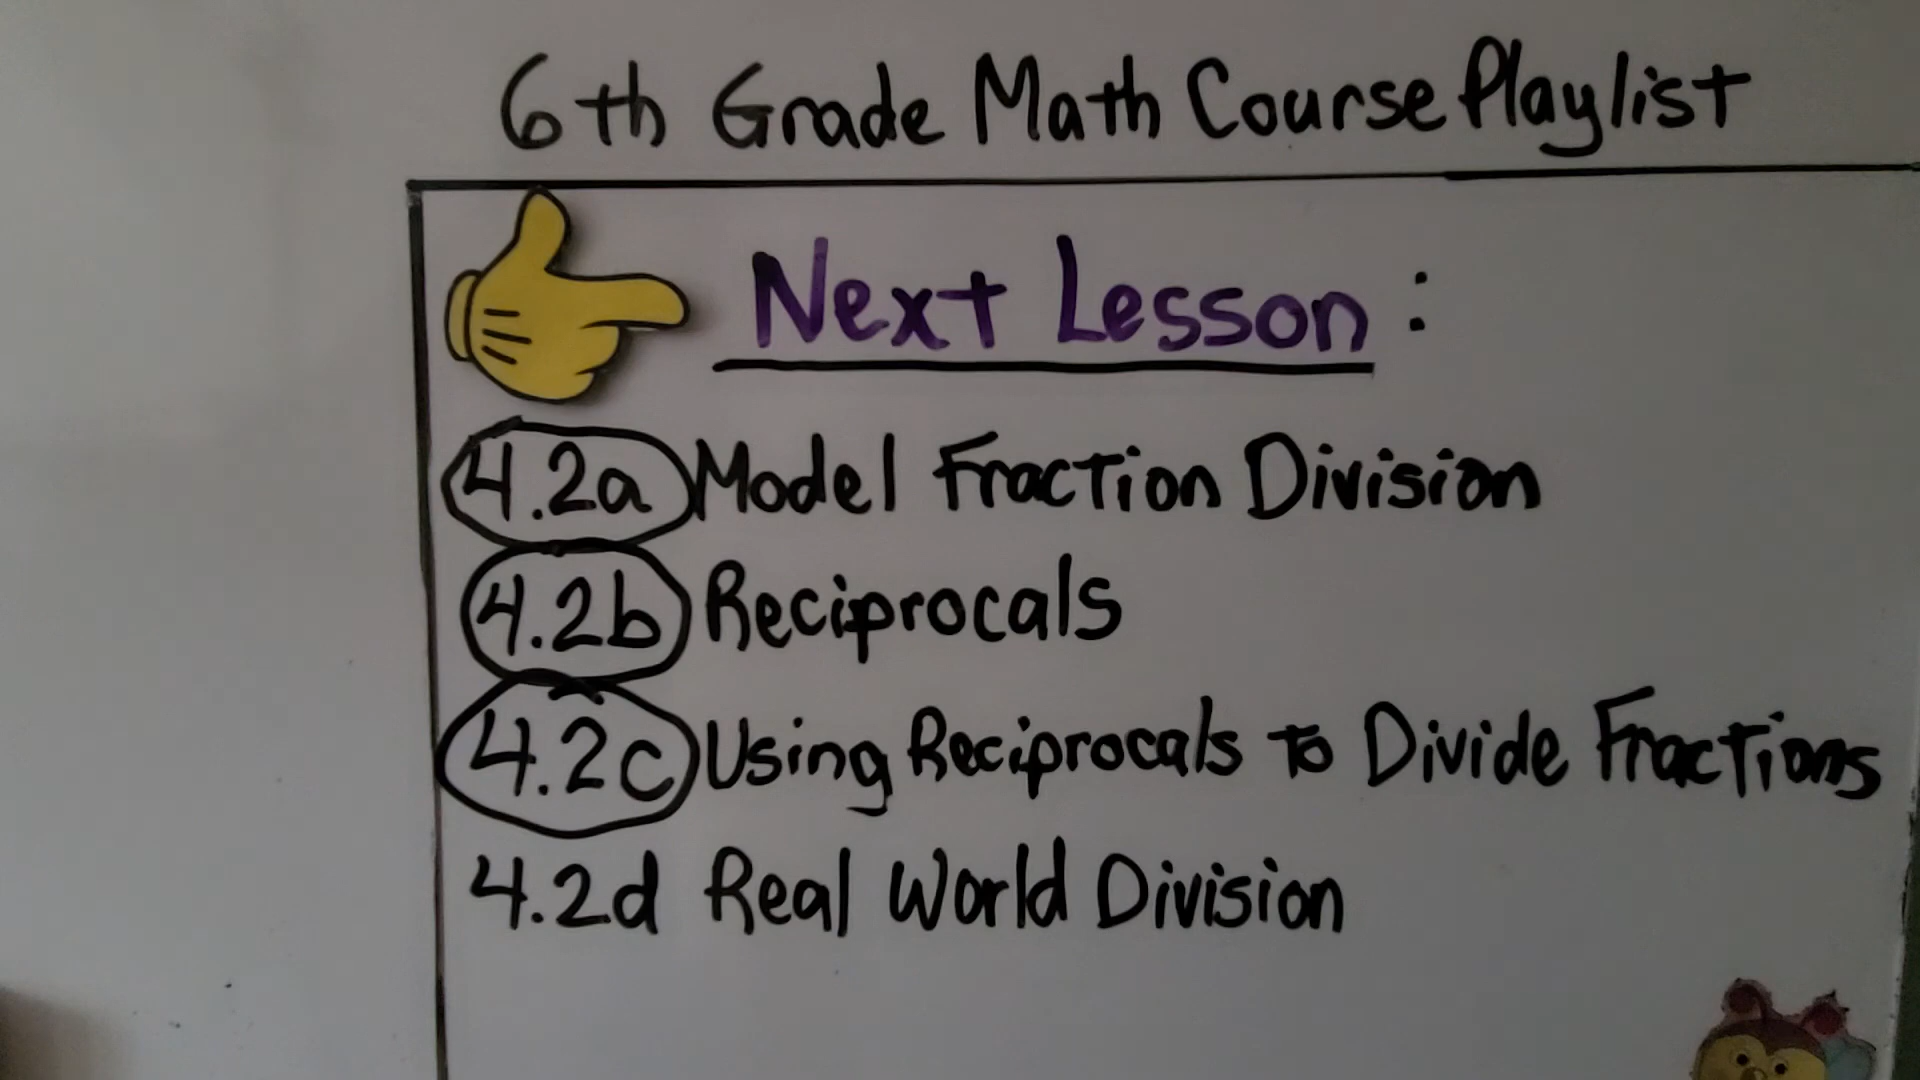 6th Grade Math Course Playlist
Next Lesson:
4.2a Model Fraction Division
4.2b Reciprocals
4.2c Using Reciprocals to Divide Fractions
4.2d Real World Division